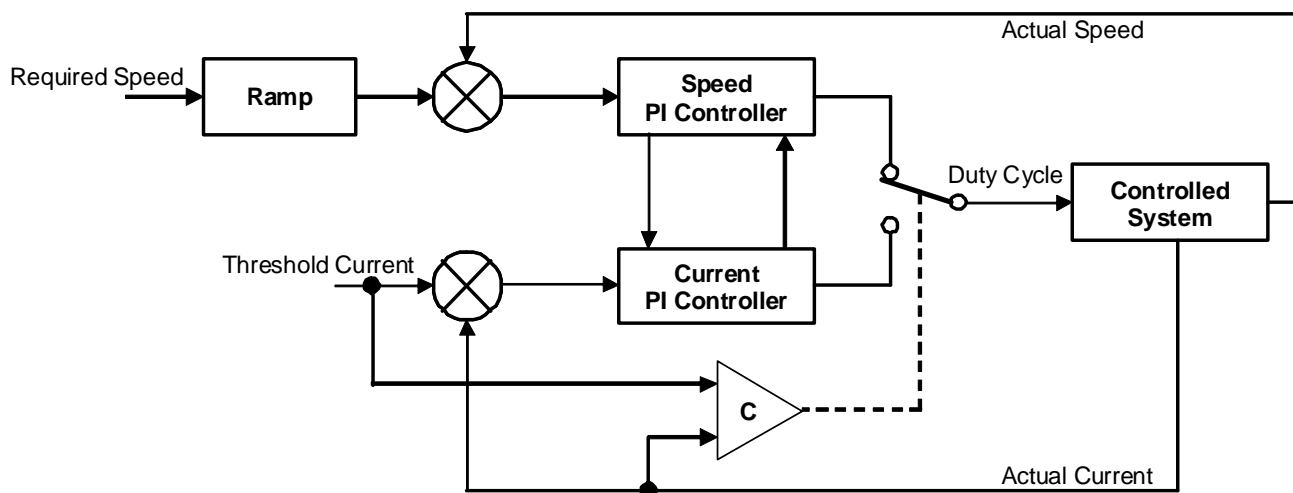 Actual Speed
Required Speed
Ramp
Speed
PI Controller
Duty Cycle
Controlled
System
Threshold Current
Current
PI Controller
C
Actual Current